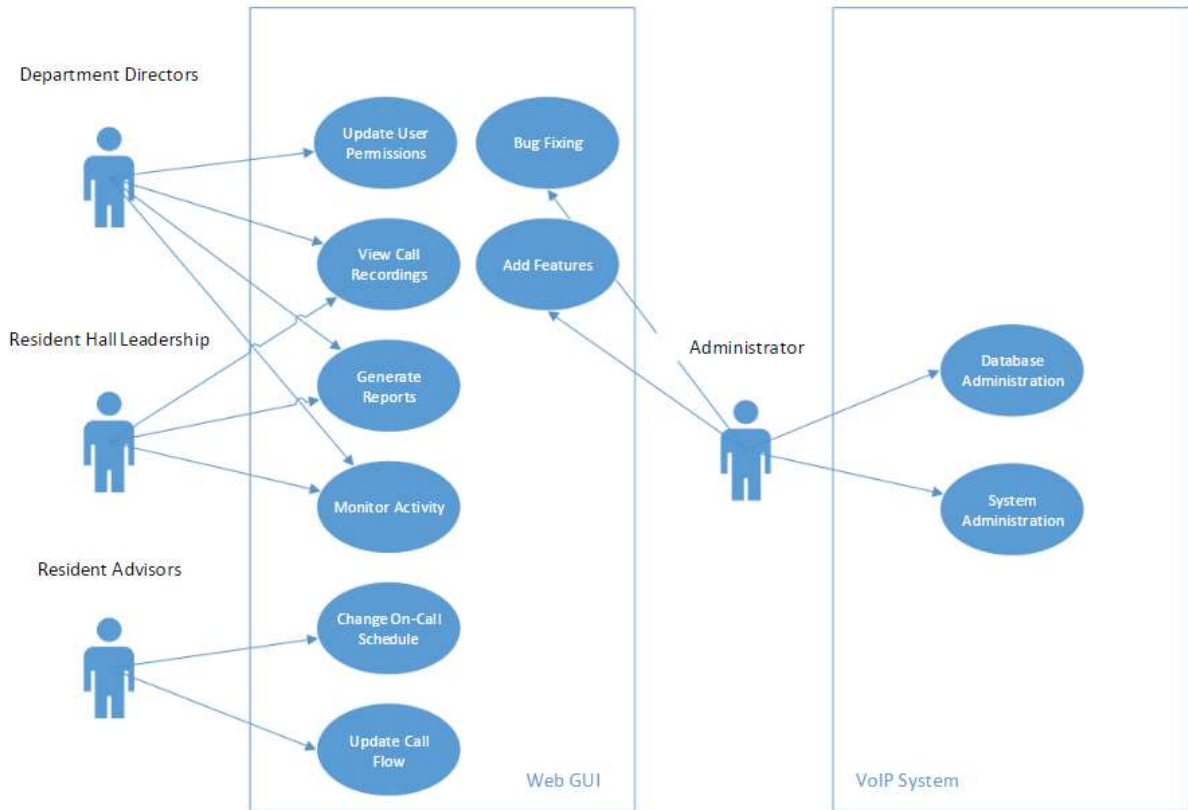 Department Directors
Update User
Permissions
Bug Fixing
View Call
Recordings
Add Features
Resident Hall Leadership
Administrator
Generate
Reports
Database
Administration
Monitor Activity
System
Administration
Resident Advisors
Change On-Call
Schedule
Update Call
Flow
Web GUI
VoIP System